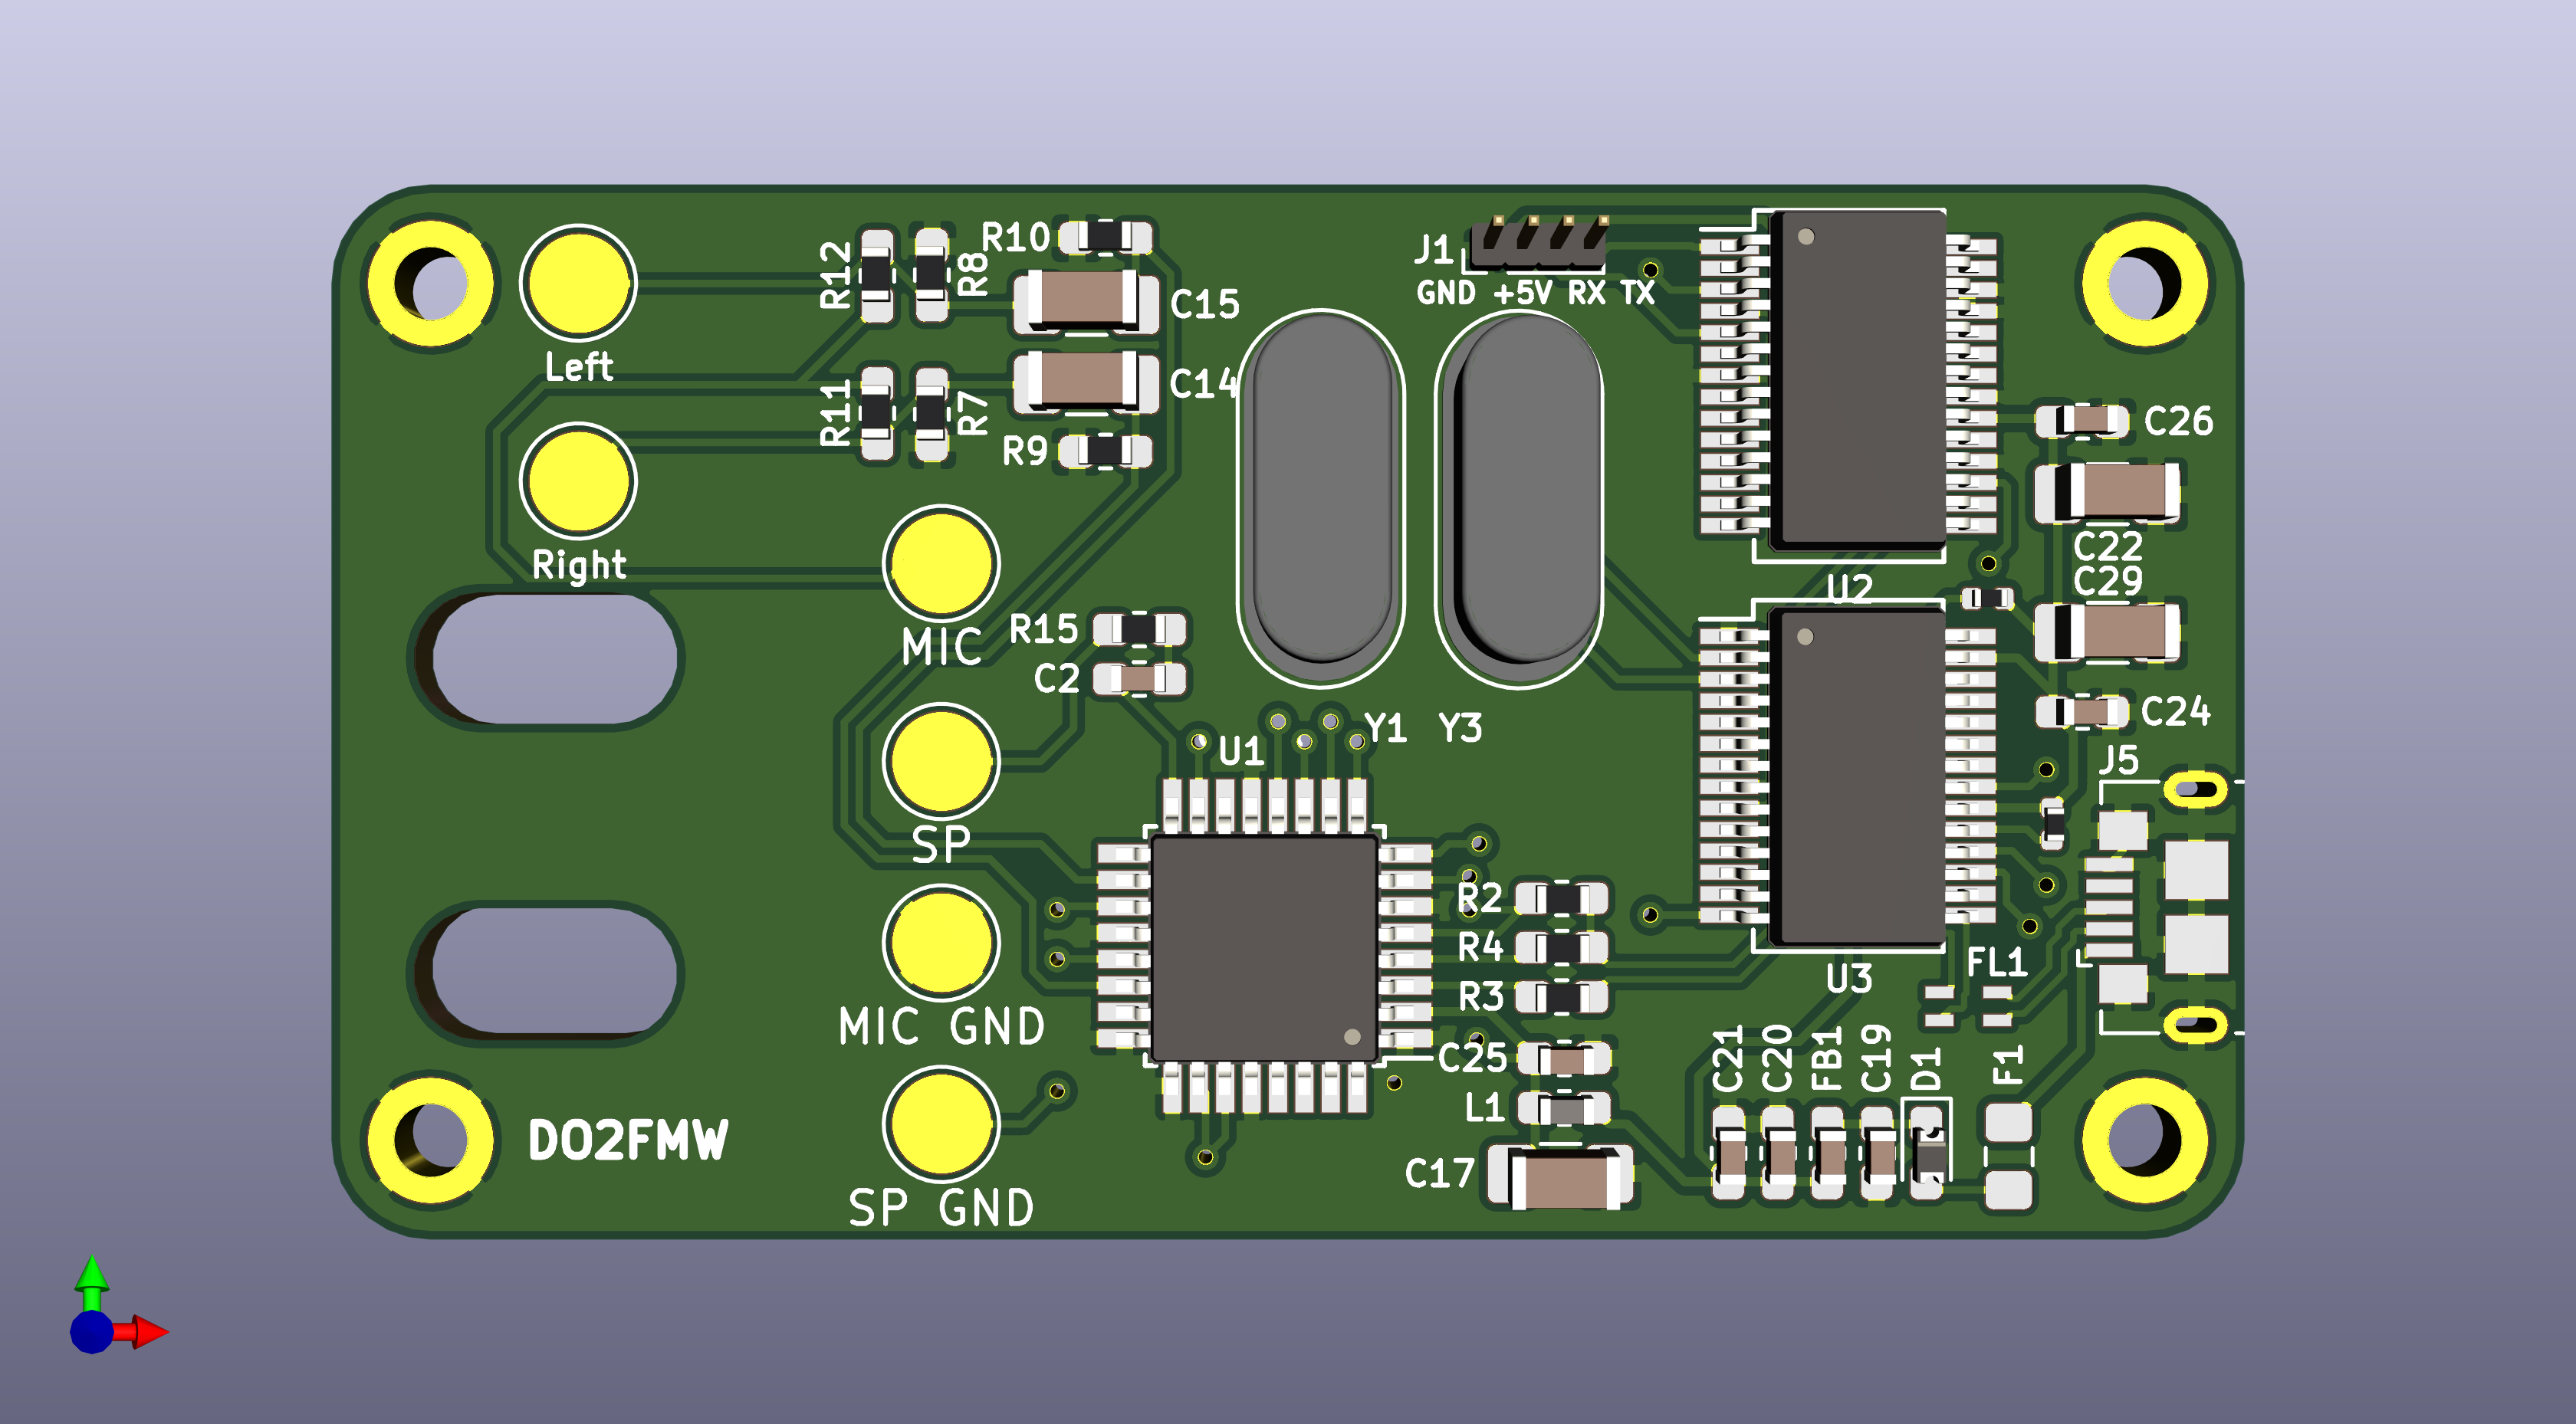 R10
J1
R12
R8
C15
GND +5V RX TX
Left
C14
R11
R7
C26
R9
Right
C22
C29
U2
R15
MIC
C2
C24
Y1 Y3
U1
J5
SP
R2
R4
FL1
U3
R3
MIC GND
C25
C21
C20
FB1
C19
D1
F1
L1
DO2FMW
C17
SP GND